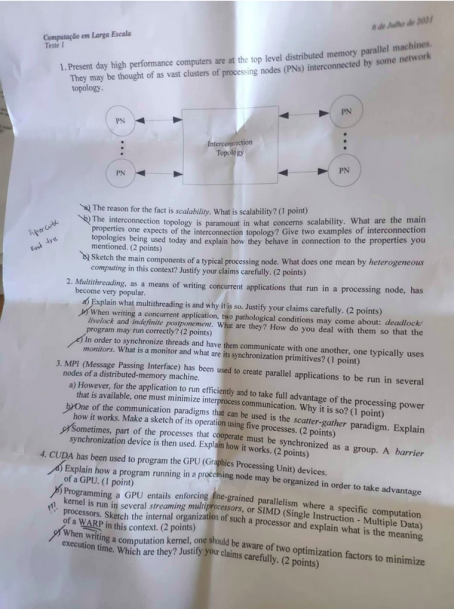 Computação em Larga Escala
6 de Julho de 2021
Teste 1
1. Present day high performance computers are at the top level distributed memory parallel machines.
They may be thought of as vast clusters of processing nodes (PNs) interconnected by some network
topology.
PN
PN
Interconnection
Topology
PN
PN
a) The reason for the fact is scalability. What is scalability? (1 point)
b) The interconnection topology is paramount in what concerns scalability. What are the main
properties one expects of the interconnection topology? Give two examples of interconnection
topologies being used today and explain how they behave in connection to the properties you
mentioned. (2 points)
hypercube
and tree
Sketch the main components of a typical processing node. What does one mean by heterogeneous
computing in this context? Justify your claims carefully. (2 points)
2. Multithreading, as a means of writing concurrent applications that run in a processing node, has
become very popular.
a) Explain what multithreading is and why it is so. Justify your claims carefully. (2 points)
b) When writing a concurrent application, two pathological conditions may come about: deadlock/
livelock and indefinite postponement. What are they? How do you deal with them so that the
program may run correctly? (2 points)
c) In order to synchronize threads and have them communicate with one another, one typically uses
monitors. What is a monitor and what are its synchronization primitives? (1 point)
3. MPI (Message Passing Interface) has been used to create parallel applications to be run in several
nodes of a distributed-memory machine.
a) However, for the application to run efficiently and to take full advantage of the processing power
that is available, one must minimize interprocess communication. Why it is so? (1 point)
b) One of the communication paradigms that can be used is the scatter-gather paradigm. Explain
how it works. Make a sketch of its operation using five processes. (2 points)
c) Sometimes, part of the processes that cooperate must be synchronized as a group. A barrier
synchronization device is then used. Explain how it works. (2 points)
4. CUDA has been used to program the GPU (Graphics Processing Unit) devices.
a) Explain how a program running in a processing node may be organized in order to take advantage
of a GPU. (1 point)
b) Programming a GPU entails enforcing fine-grained parallelism where a specific computation
kernel is run in several streaming multiprocessors, or SIMD (Single Instruction - Multiple Data)
processors. Sketch the internal organization of such a processor and explain what is the meaning
of a WARP in this context. (2 points)
c) When writing a computation kernel, one should be aware of two optimization factors to minimize
execution time. Which are they? Justify your claims carefully. (2 points)